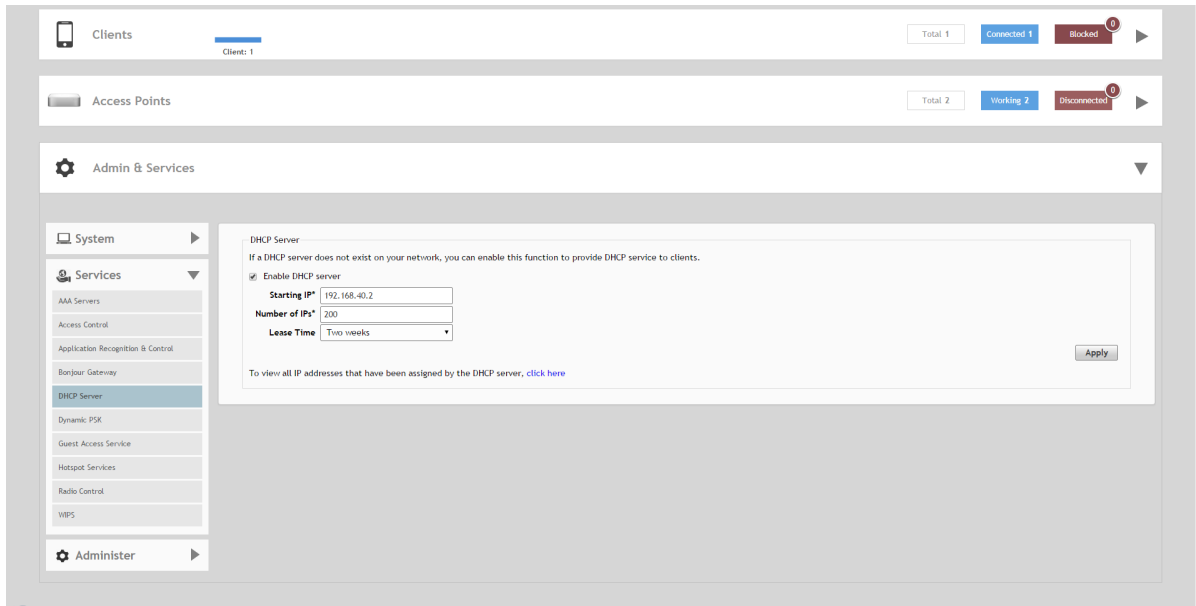 Clients
Client: 1
Total 1
Connected 1
Blocked
0
Access Points
Total 2
Working 2
Disconnected
0
Admin & Services
System
Services
AAA Servers
Access Control
Application Recognition & Control
Bonjour Gateway
DHCP Server
Dynamic PSK
Guest Access Service
Hotspot Services
Radio Control
WIPS
Administer
DHCP Server
If a DHCP server does not exist on your network, you can enable this function to provide DHCP service to clients.
Enable DHCP server
Starting IP* 192.168.40.2
Number of IPs* 200
Lease Time Two weeks
Apply
To view all IP addresses that have been assigned by the DHCP server, click here